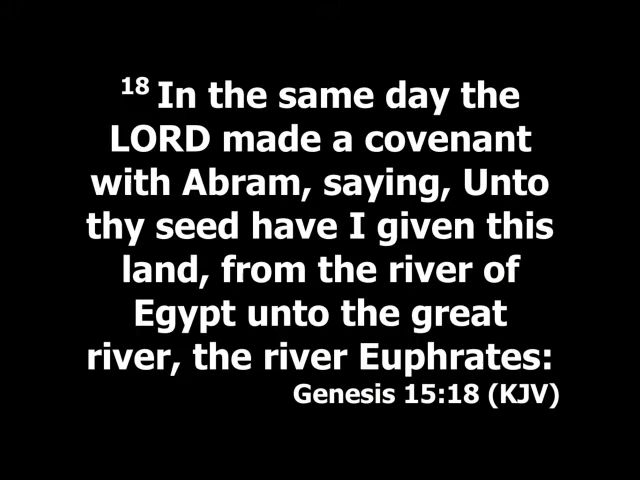 18 In the same day the
LORD made a covenant
with Abram, saying, Unto
thy seed have I given this
land, from the river of
Egypt unto the great
river, the river Euphrates:
Genesis 15:18 (KJV)